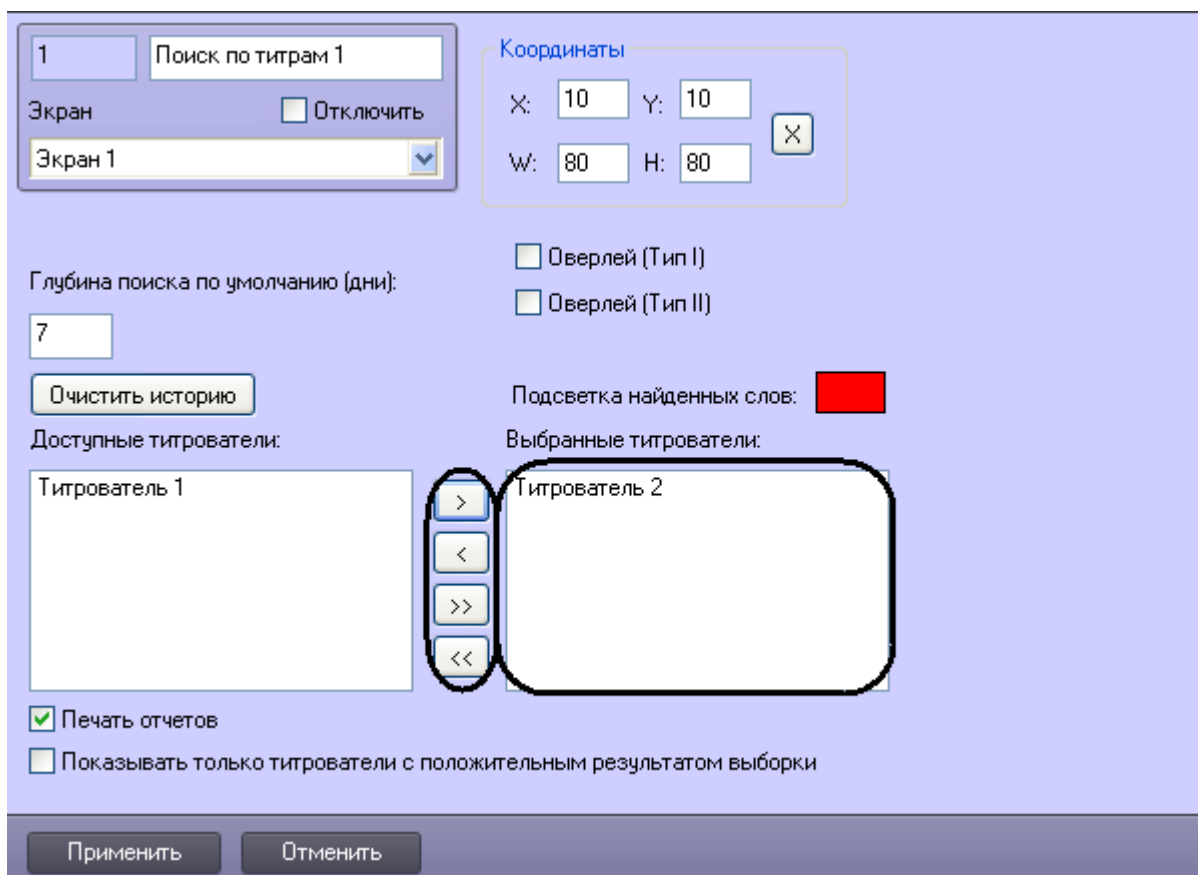 1 Поиск по титрам 1
Экран Отключить
Экран 1
Координаты
X: 10 Y: 10
W: 80 H: 80
X
Глубина поиска по умолчанию (дни):
7
Оверлей (Тип I)
Оверлей (Тип II)
Очистить историю
Подсветка найденных слов:
Доступные титрователи:
Титрователь 1
>
<
>>
<<
Выбранные титрователи:
Титрователь 2
Печать отчетов
Показывать только титрователи с положительным результатом выборки
Применить Отменить